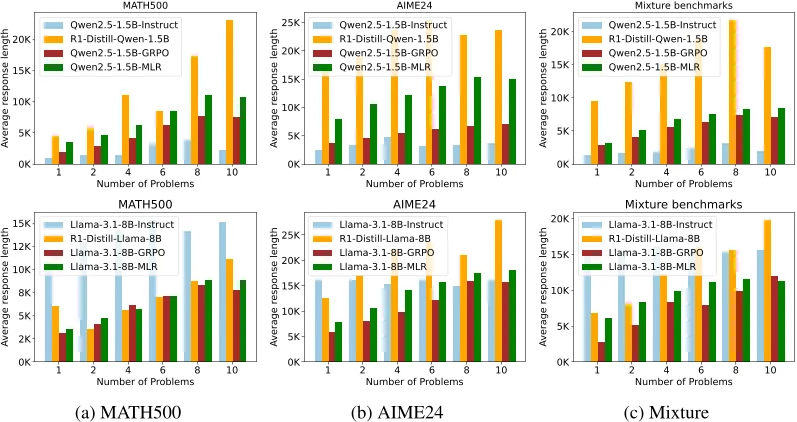 MATH500
Average response length
20K
15K
10K
5K
0K
Qwen2.5-1.5B-Instruct
R1-Distill-Qwen-1.5B
Qwen2.5-1.5B-GRPO
Qwen2.5-1.5B-MLR
1 2 4 6 8 10
Number of Problems
AIME24
Average response length
25K
20K
15K
10K
5K
0K
Qwen2.5-1.5B-Instruct
R1-Distill-Qwen-1.5B
Qwen2.5-1.5B-GRPO
Qwen2.5-1.5B-MLR
1 2 4 6 8 10
Number of Problems
Mixture benchmarks
Average response length
20K
15K
10K
5K
0K
Qwen2.5-1.5B-Instruct
R1-Distill-Qwen-1.5B
Qwen2.5-1.5B-GRPO
Qwen2.5-1.5B-MLR
1 2 4 6 8 10
Number of Problems
MATH500
Average response length
15K
12K
10K
8K
5K
2K
0K
Llama-3.1-8B-Instruct
R1-Distill-Llama-8B
Llama-3.1-8B-GRPO
Llama-3.1-8B-MLR
1 2 4 6 8 10
Number of Problems
AIME24
Average response length
25K
20K
15K
10K
5K
0K
Llama-3.1-8B-Instruct
R1-Distill-Llama-8B
Llama-3.1-8B-GRPO
Llama-3.1-8B-MLR
1 2 4 6 8 10
Number of Problems
Mixture benchmarks
Average response length
20K
15K
10K
5K
0K
Llama-3.1-8B-Instruct
R1-Distill-Llama-8B
Llama-3.1-8B-GRPO
Llama-3.1-8B-MLR
1 2 4 6 8 10
Number of Problems
(a) MATH500
(b) AIME24
(c) Mixture